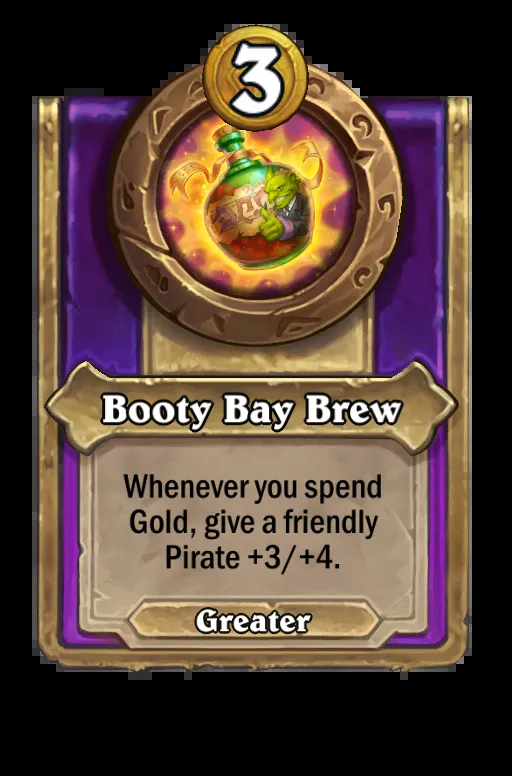 3
Booty Bay Brew
Whenever you spend
Gold, give a friendly
Pirate +3/+4.
Greater